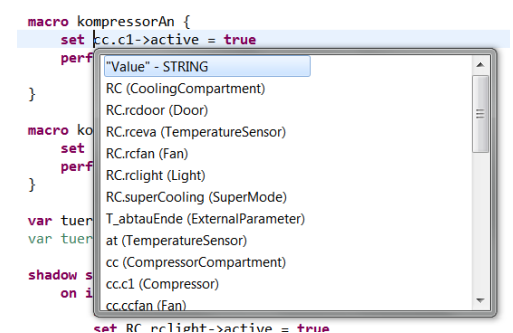 macro kompressorAn {
set cc.c1->active = true
perf
"Value" - STRING
RC (CoolingCompartment)
RC.rcdoor (Door)
RC.rceva (TemperatureSensor)
RC.rcfan (Fan)
RC.rclight (Light)
RC.superCooling (SuperMode)
T_abtauEnde (ExternalParameter)
at (TemperatureSensor)
cc (CompressorCompartment)
cc.c1 (Compressor)
cc.ccfan (Fan)
}
macro ko
set
perf
}
var tuer
var tuer
shadow s
on i
set RC.rclight->active = true